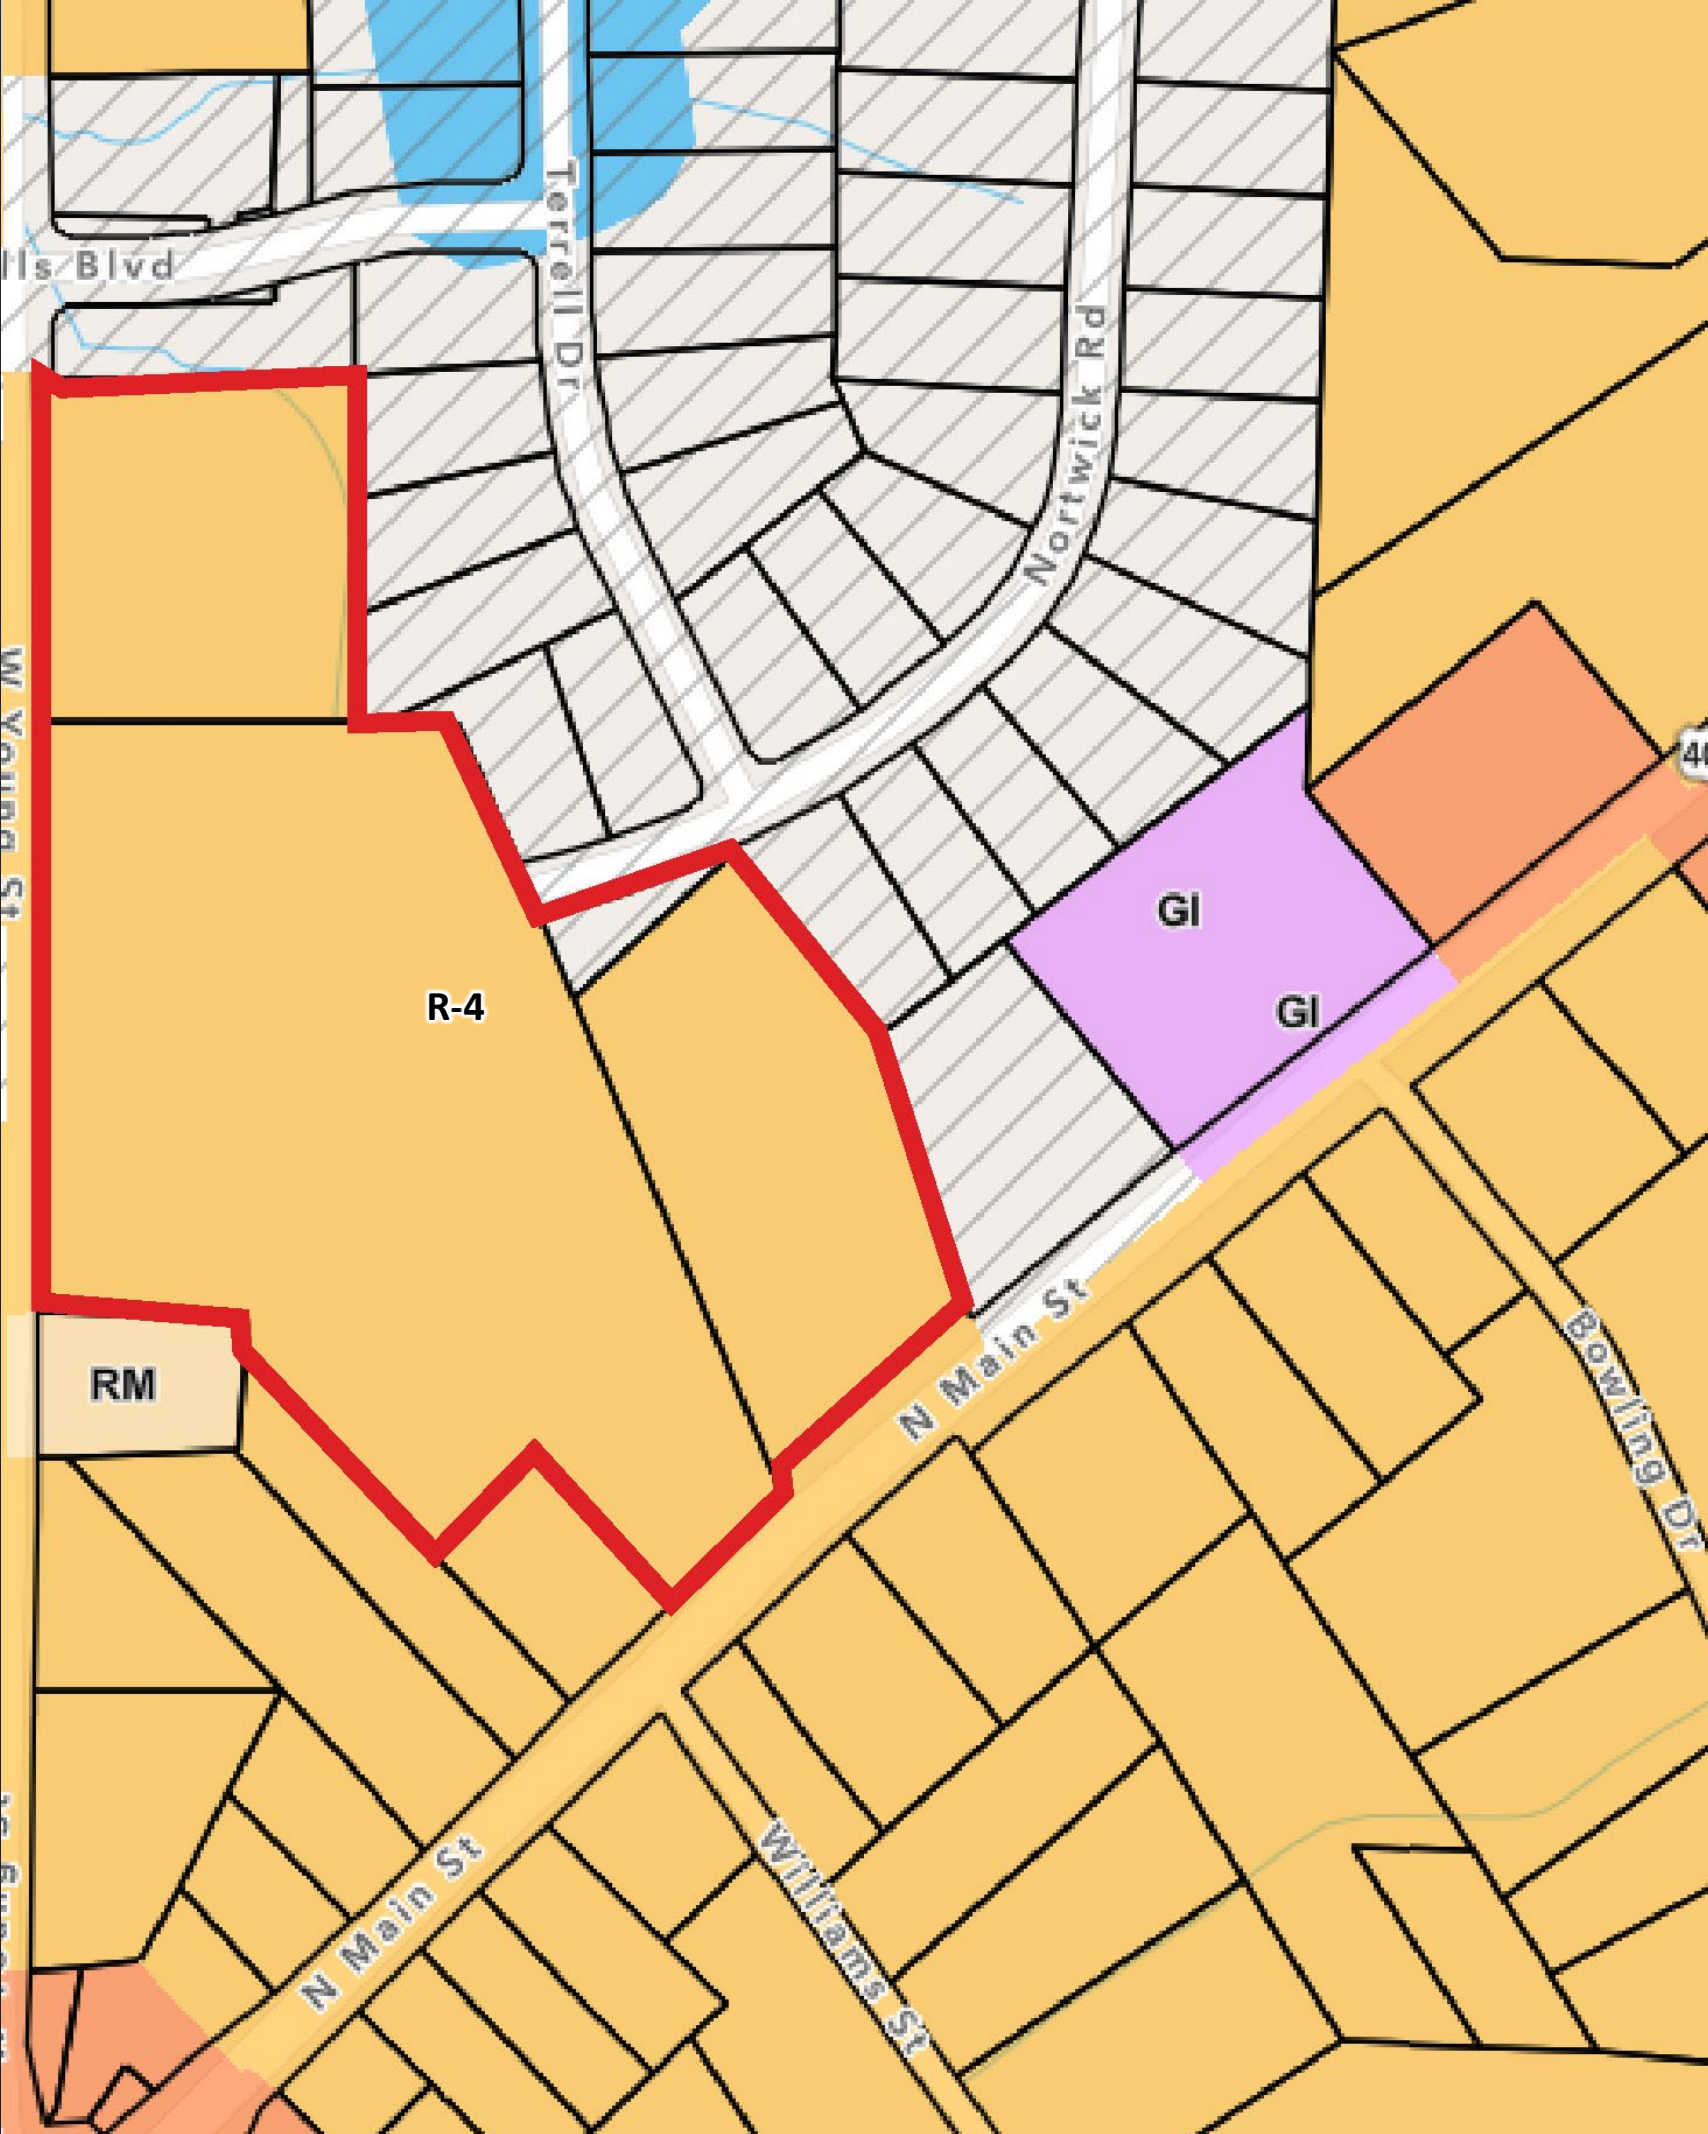 lls Blvd
Terrell Dr
Nortwick Rd
W Young St
GI
GI
R-4
N Main St
RM
Bowling Dr
N Main St
Williams St